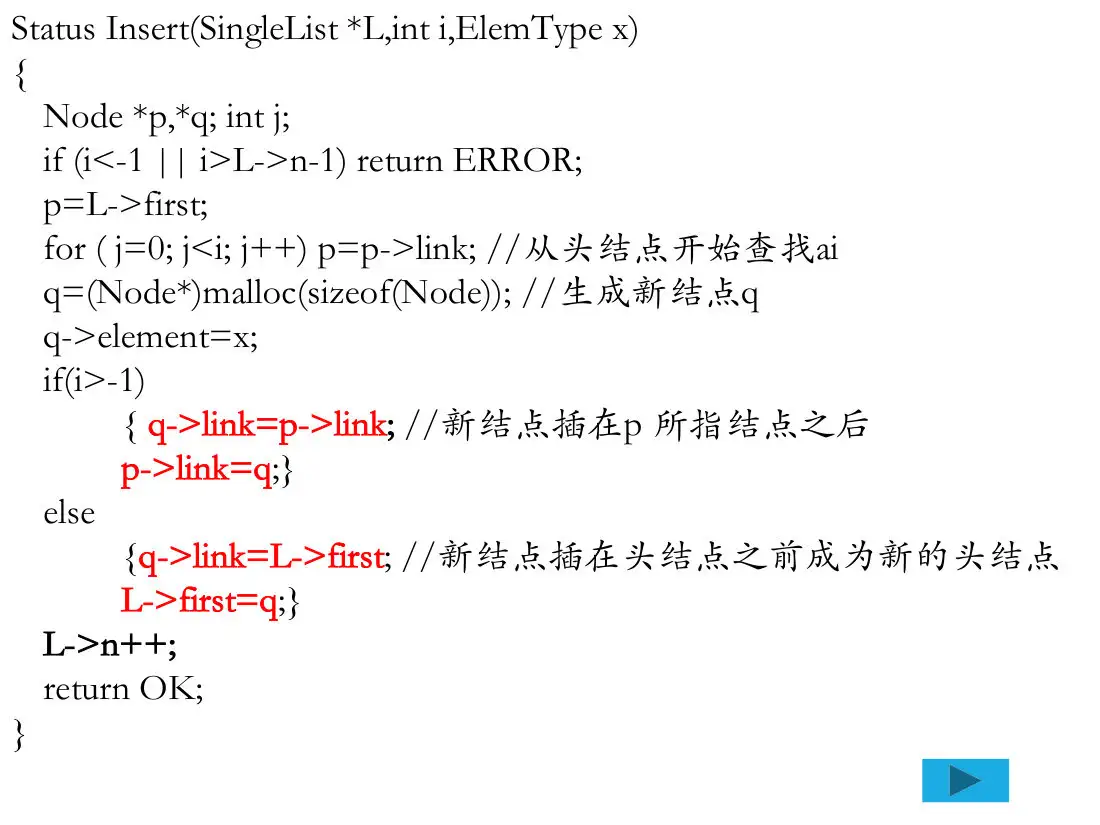 Status Insert(SingleList *L,int i,ElemType x)
{
Node *p,*q; int j;
if (i<-1 || i>L->n-1) return ERROR;
p=L->first;
for ( j=0; j<i; j++) p=p->link; //从头结点开始查找ai
q=(Node*)malloc(sizeof(Node)); //生成新结点q
q->element=x;
if(i>-1)
{ q->link=p->link; //新结点插在p 所指结点之后
p->link=q;}
else
{q->link=L->first; //新结点插在头结点之前成为新的头结点
L->first=q;}
L->n++;
return OK;
}